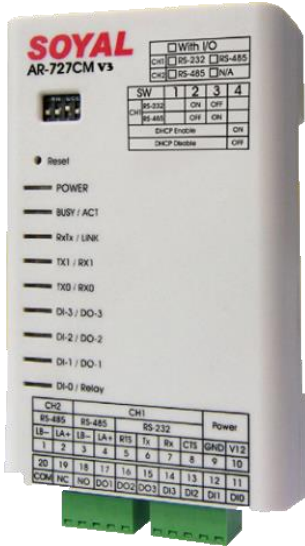 SOYAL
AR-727CM V3
With I/O
CH1 RS-232 RS-485
CH2 RS-485 N/A
SW 1 2 3 4
CH1 RS-232 ON OFF
RS-485 OFF ON
DHCP Enable ON
DHCP Disable OFF
Reset
POWER
BUSY / ACT
RxTx / LiNK
TX1 / RX1
TX0 / RX0
DI-3 / DO-3
DI-2 / DO-2
DI-1 / DO-1
DI-0 / Relay
CH2 CH1
RS-485 RS-485 RS-232 Power
LB- LA+ LB- LA+ RTS Tx Rx CTS GND V12
1 2 3 4 5 6 7 8 9 10
20 19 18 17 16 15 14 13 12 11
COM NC NO DO1 DO2 DO3 DI3 DI2 DI1 DI0